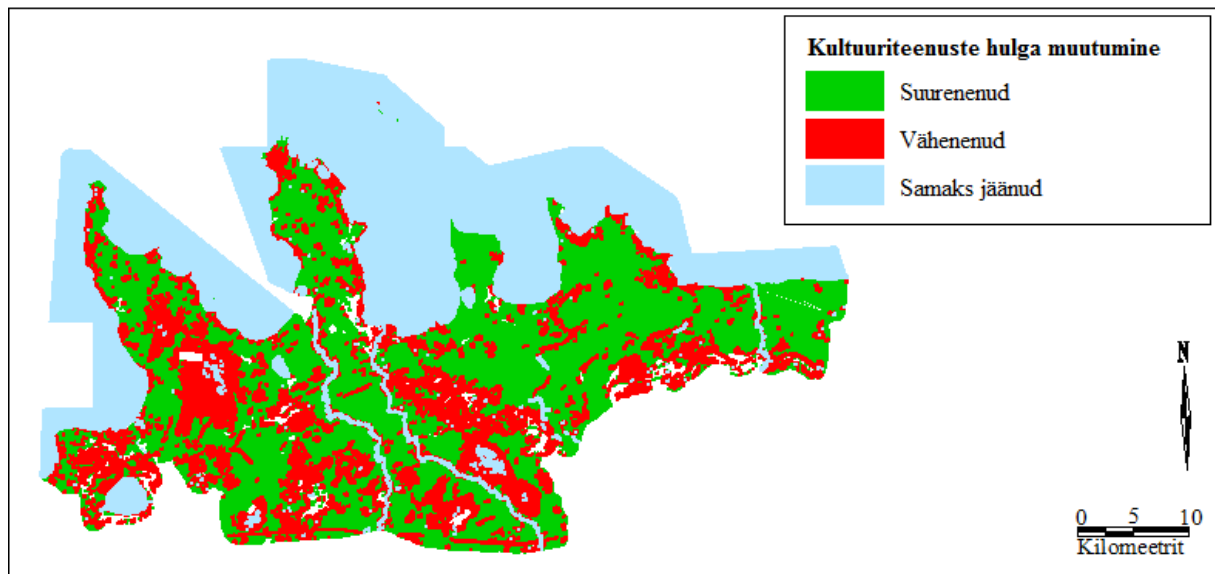 Kultuuriteenuste hulga muutumine
Suurenenud
Vähenenud
Samaks jäänud
N
0 5 10
Kilomeetrit